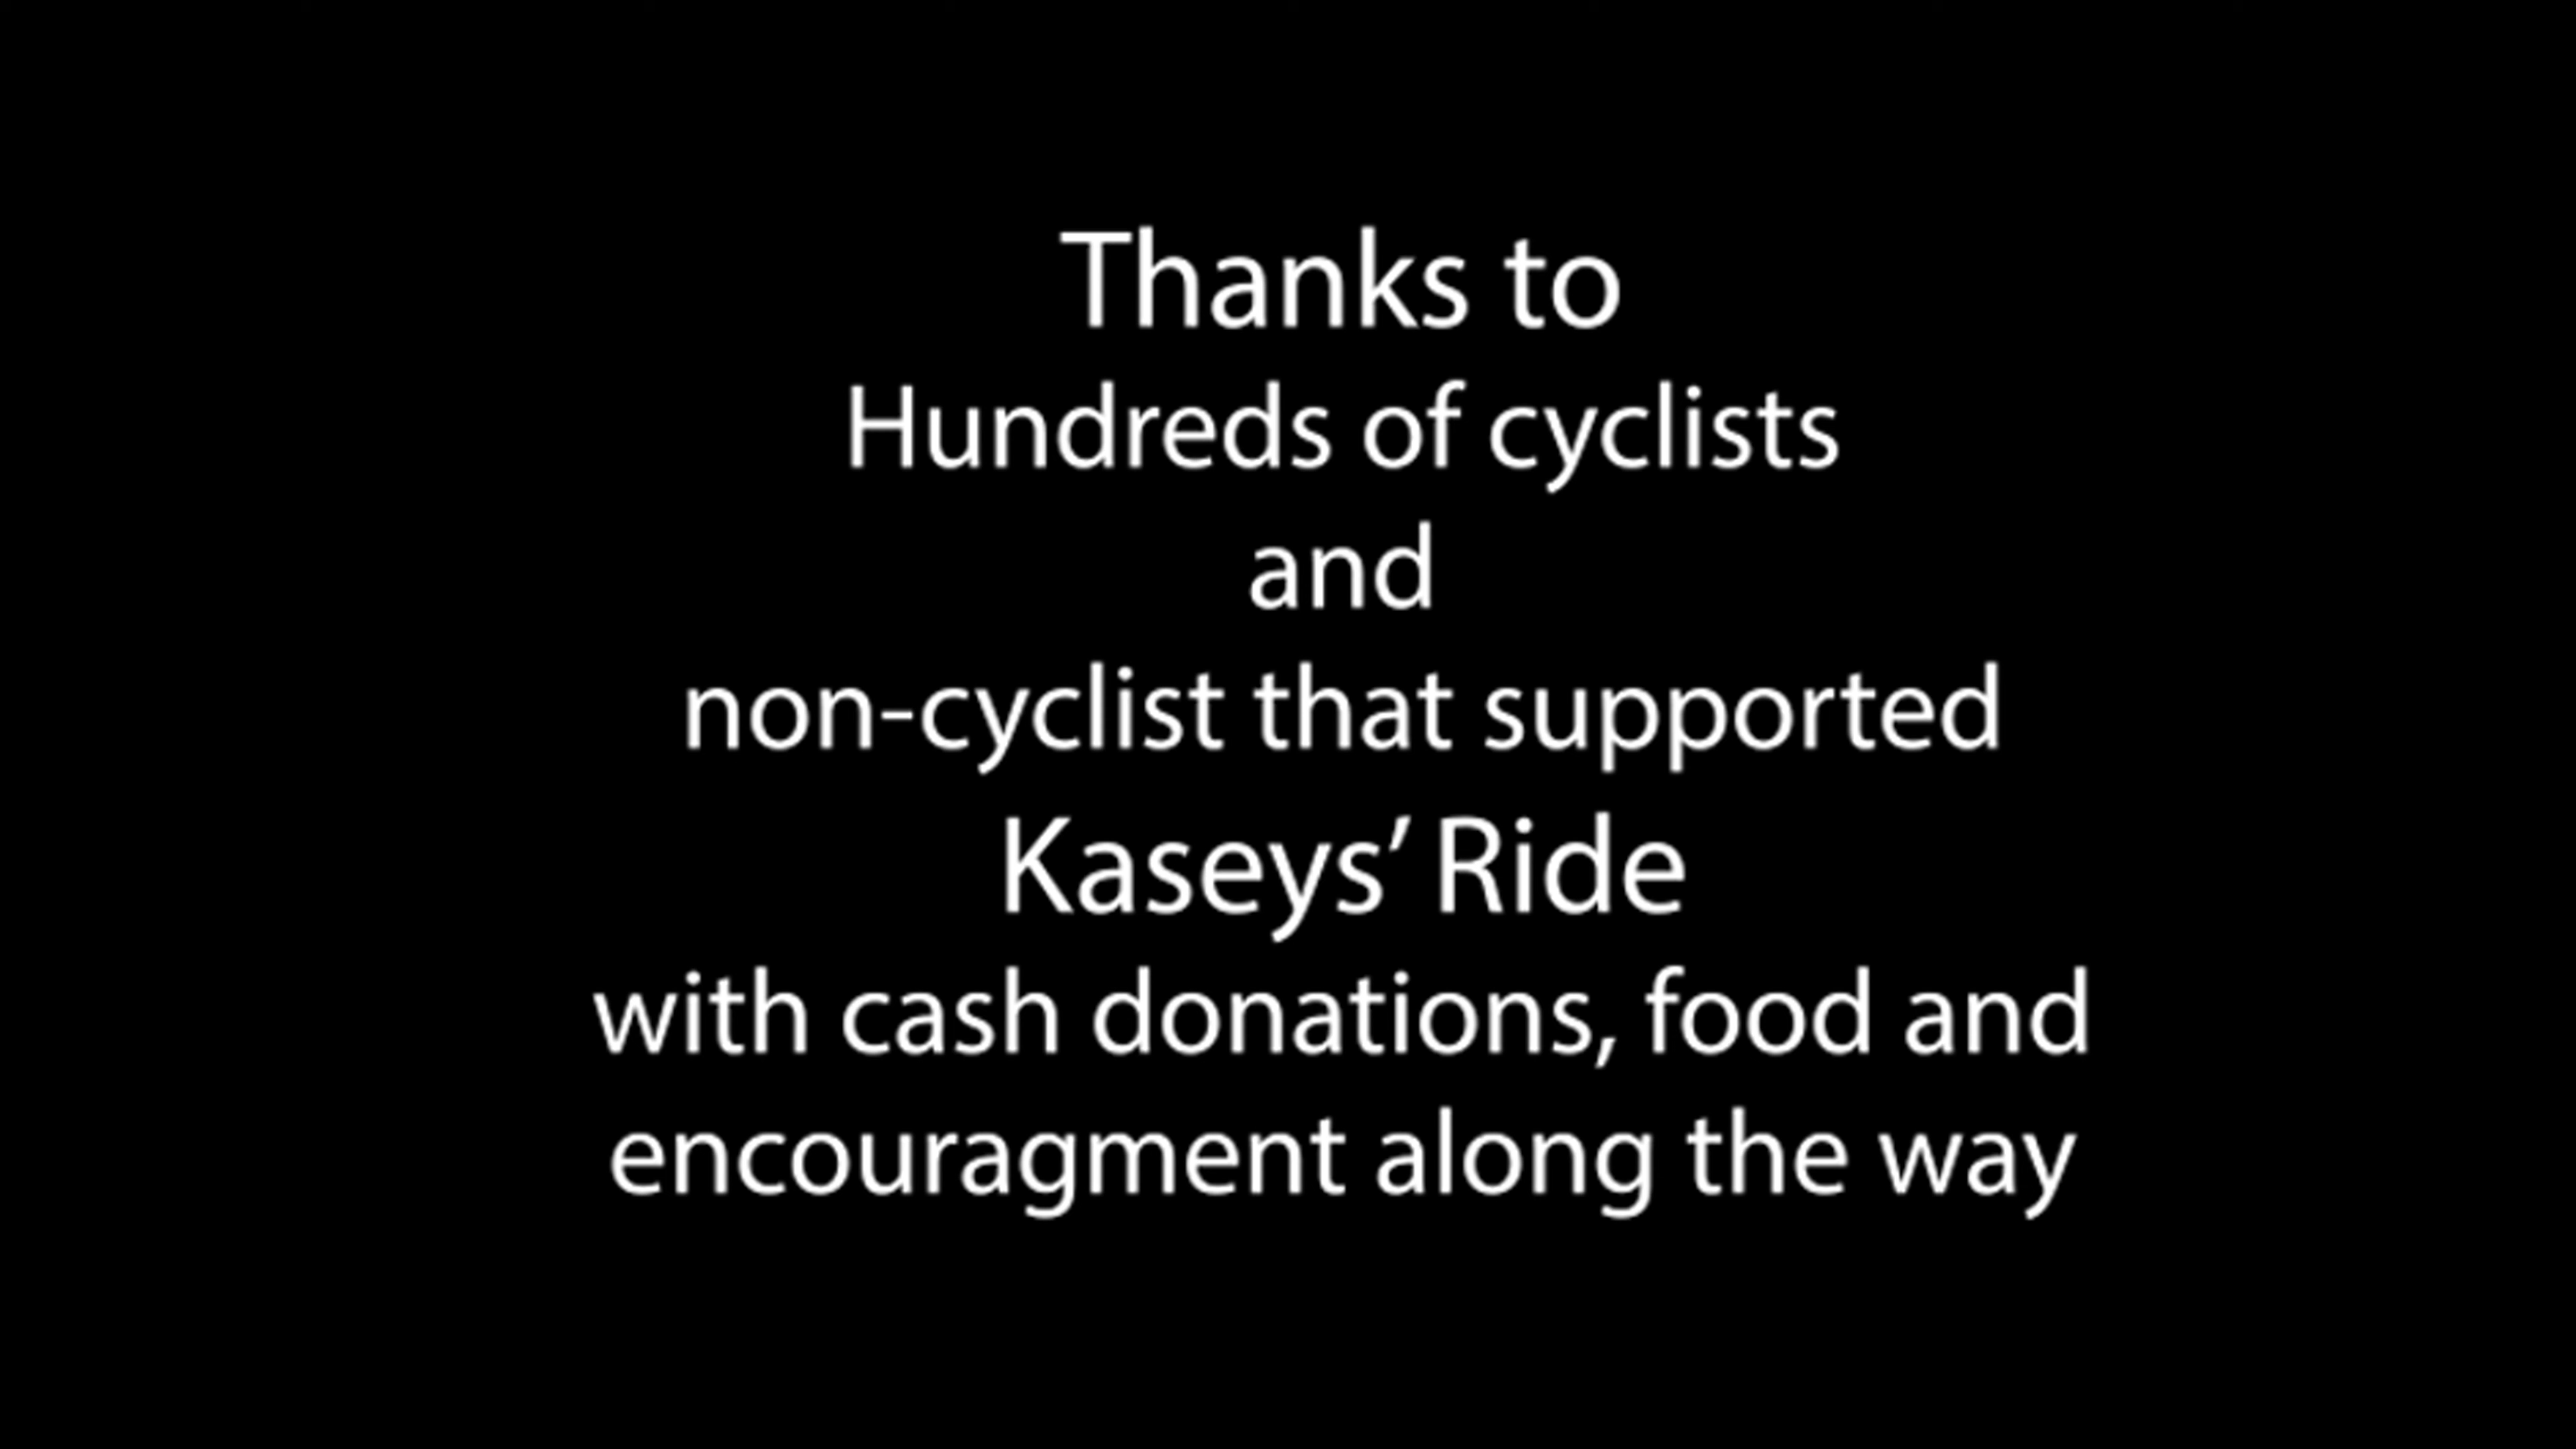 Thanks to
Hundreds of cyclists
and
non-cyclist that supported
Kaseys’ Ride
with cash donations, food and
encouragment along the way